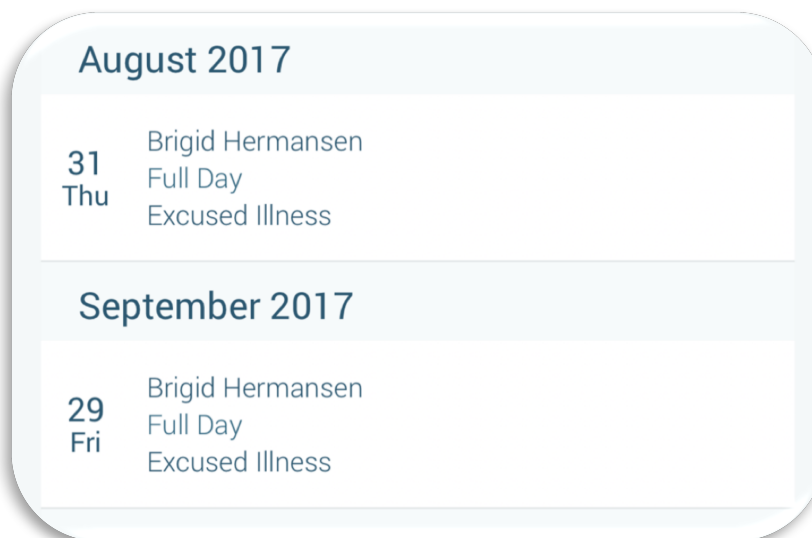 August 2017
31
Thu
Brigid Hermansen
Full Day
Excused Illness
September 2017
29
Fri
Brigid Hermansen
Full Day
Excused Illness